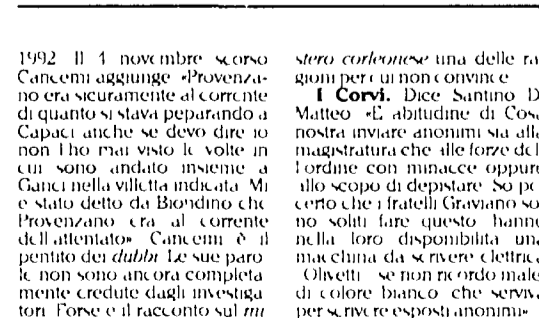 1992 Il 4 novembre scorso
Cancemi aggiunge «Provenza-
no era sicuramente al corrente
di quanto si stava peparando a
Capaci anche se devo dire io
non l ho mai visto le volte in
cui sono andato insieme a
Ganci nella villetta indicata Mi
e stato detto da Biondino che
Provenzano era al corrente
dell attentato» Cancemi è il
pentito dei dubbi Le sue paro
le non sono ancora completa
mente credute dagli investiga
tori Forse e il racconto sul mi
stero corleonese una delle ra
gioni per cui non convince
I Corvi. Dice Santino D
Matteo «È abitudine di Cosa
nostra inviare anonimi sia alla
magistratura che alle forze del
l ordine con minacce oppure
allo scopo di depistare So pe
certo che i fratelli Graviano so
no soliti fare questo hanno
nella loro disponibilita una
macchina da scrivere elettrica
Olivetti se non ricordo male
di colore bianco che serviva
per scrivere esposti anonimi»